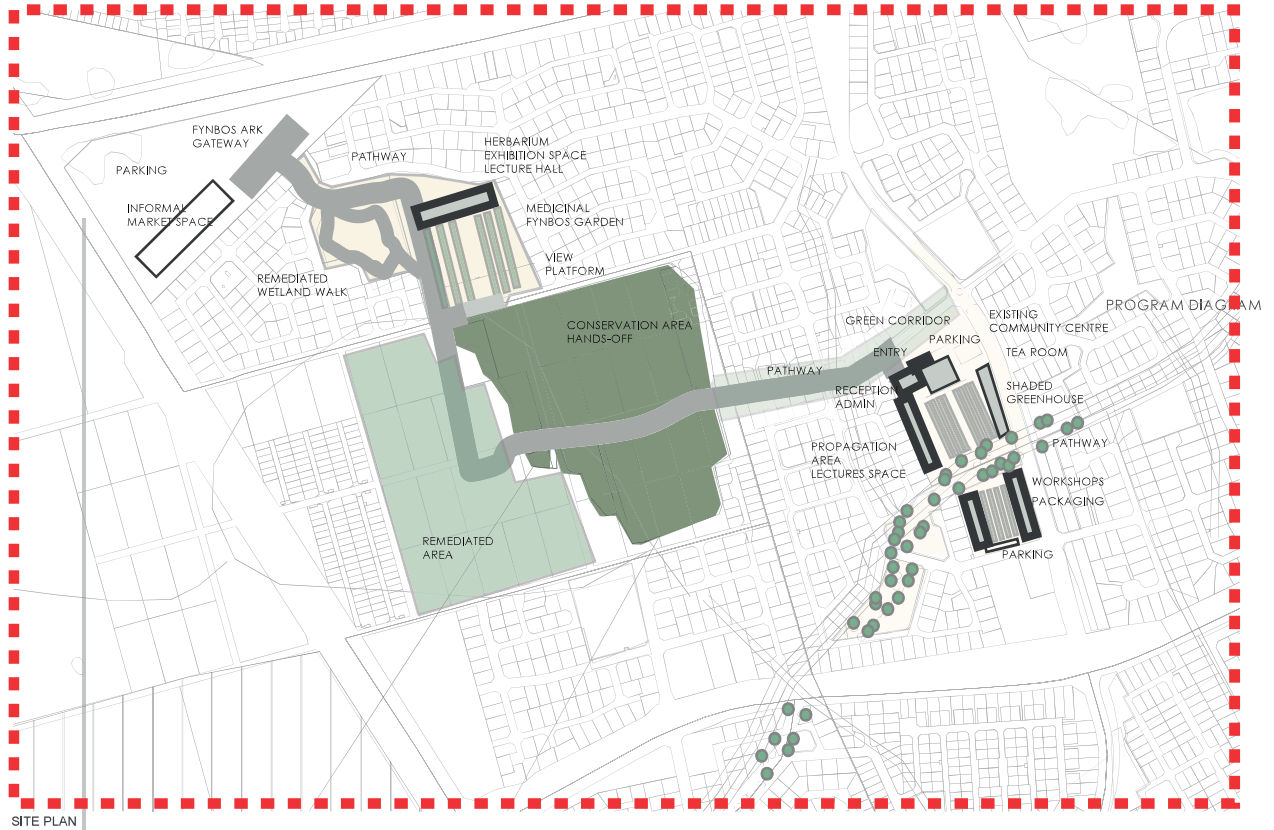 FYNBOS ARK
GATEWAY
PATHWAY
HERBARIUM
EXHIBITION SPACE
LECTURE HALL
PARKING
INFORMAL
MARKET SPACE
MEDICINAL
FYNBOS GARDEN
VIEW
PLATFORM
REMEDIATED
WETLAND WALK
CONSERVATION AREA
HANDS-OFF
PROGRAM DIAGRAM
GREEN CORRIDOR
EXISTING
COMMUNITY CENTRE
PARKING
ENTRY
TEA ROOM
PATHWAY
RECEPTION
ADMIN
SHADED
GREENHOUSE
PROPAGATION
AREA
LECTURES SPACE
PATHWAY
WORKSHOPS
PACKAGING
REMEDIATED
AREA
PARKING
SITE PLAN